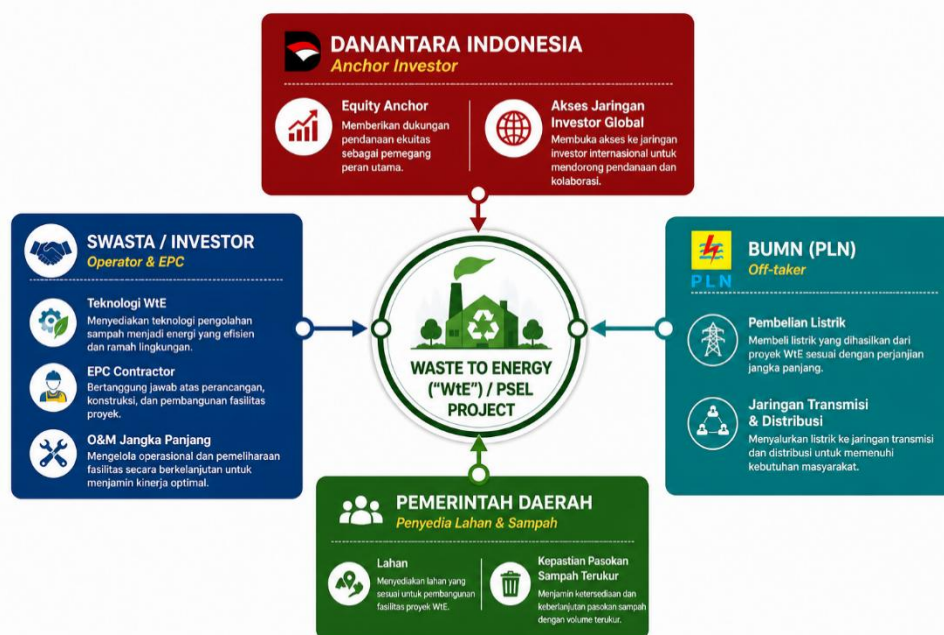 DANANTARA INDONESIA
Anchor Investor
Equity Anchor
Memberikan dukungan
pendanaan ekuitas
sebagai pemegang
peran utama.
Akses Jaringan
Investor Global
Membuka akses ke jaringan
investor internasional untuk
mendorong pendanaan dan
kolaborasi.
SWASTA / INVESTOR
Operator & EPC
Teknologi WtE
Menyediakan teknologi pengolahan
sampah menjadi energi yang efisien
dan ramah lingkungan.
EPC Contractor
Bertanggung jawab atas perancangan,
konstruksi, dan pembangunan fasilitas
proyek.
O&M Jangka Panjang
Mengelola operasional dan pemeliharaan
fasilitas secara berkelanjutan untuk
menjamin kinerja optimal.
WASTE TO ENERGY
("WtE") / PSEL
PROJECT
PLN
BUMN (PLN)
Off-taker
Pembelian Listrik
Membeli listrik yang dihasilkan dari
proyek WtE sesuai dengan perjanjian
jangka panjang.
Jaringan Transmisi
& Distribusi
Menyalurkan listrik ke jaringan transmisi
dan distribusi untuk memenuhi
kebutuhan masyarakat.
PEMERINTAH DAERAH
Penyedia Lahan & Sampah
Lahan
Menyediakan lahan yang
sesuai untuk pembangunan
fasilitas proyek WtE.
Kepastian Pasokan
Sampah Terukur
Menjamin ketersediaan dan
keberlanjutan pasokan sampah
dengan volume terukur.